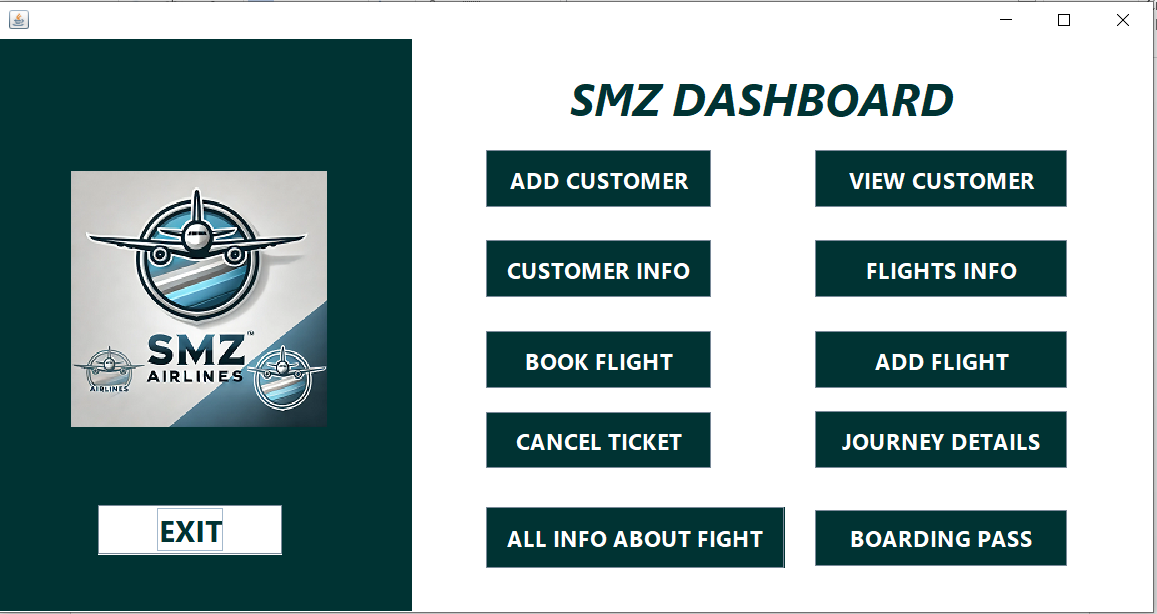 SMZ DASHBOARD
ADD CUSTOMER
VIEW CUSTOMER
CUSTOMER INFO
FLIGHTS INFO
BOOK FLIGHT
ADD FLIGHT
CANCEL TICKET
JOURNEY DETAILS
ALL INFO ABOUT FIGHT
BOARDING PASS
SMZ
AIRLINES
AIRLINES
EXIT